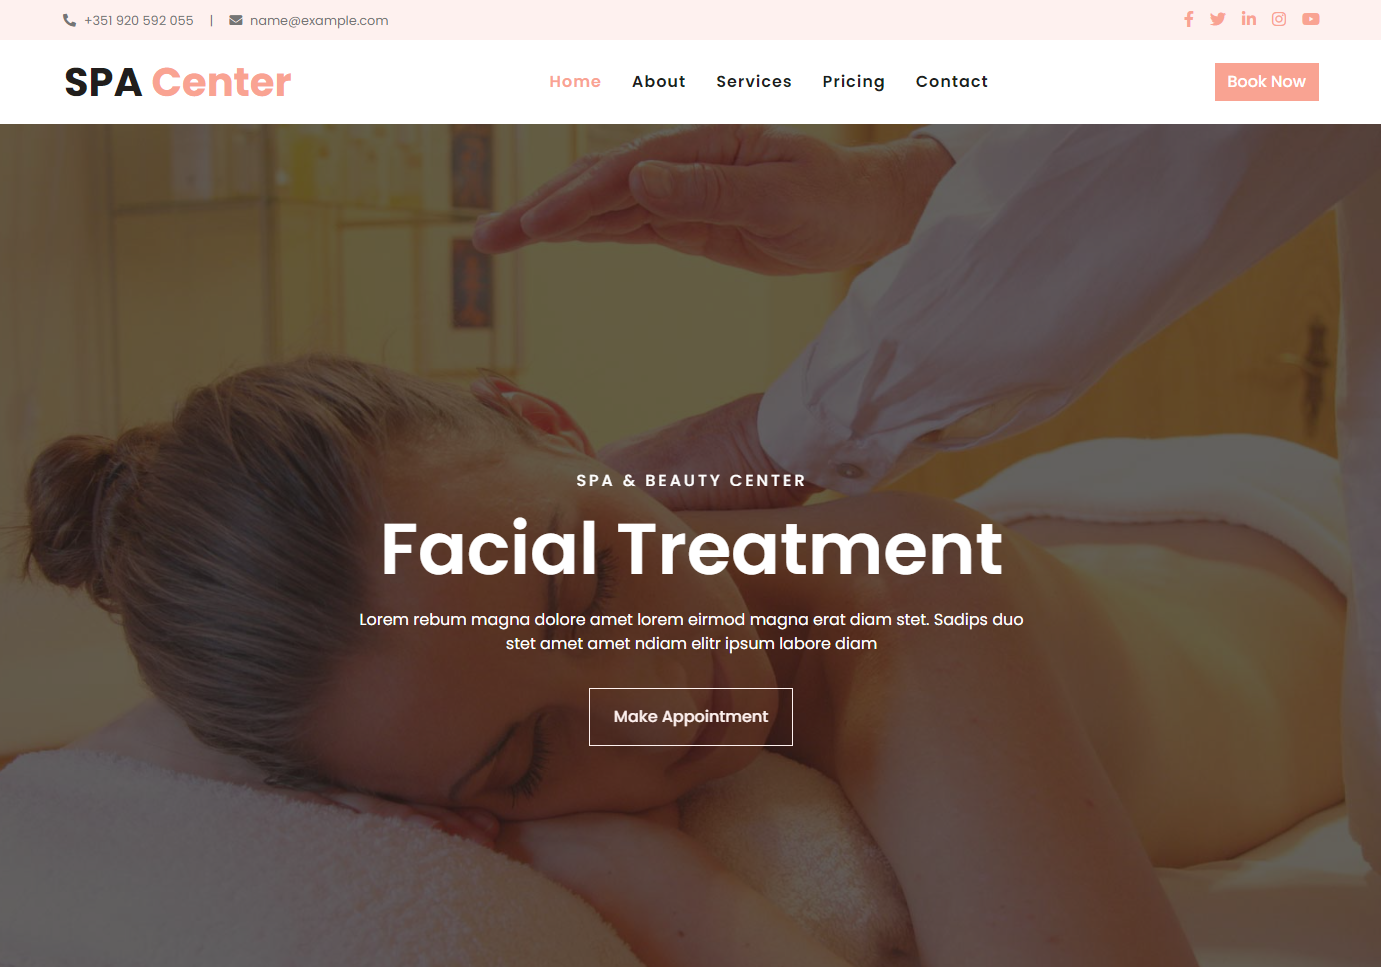 +351 920 592 055 | name@example.com
SPA Center
Home About Services Pricing Contact
Book Now
SPA & BEAUTY CENTER
Facial Treatment
Lorem rebum magna dolore amet lorem eirmod magna erat diam stet. Sadips duo
stet amet amet ndiam elitr ipsum labore diam
Make Appointment